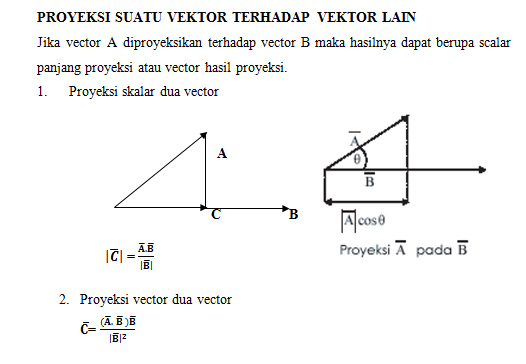 PROYEKSI SUATU VEKTOR TERHADAP VEKTOR LAIN
Jika vector A diproyeksikan terhadap vector B maka hasilnya dapat berupa scalar
panjang proyeksi atau vector hasil proyeksi.
1. Proyeksi skalar dua vector
A
C
B
A̅
θ
B̅
|A̅|cosθ
Proyeksi A̅ pada B̅
|C̅| = A̅.B̅ / |B̅|
2. Proyeksi vector dua vector
C̅= (A̅. B̅ )B̅ / |B̅|²